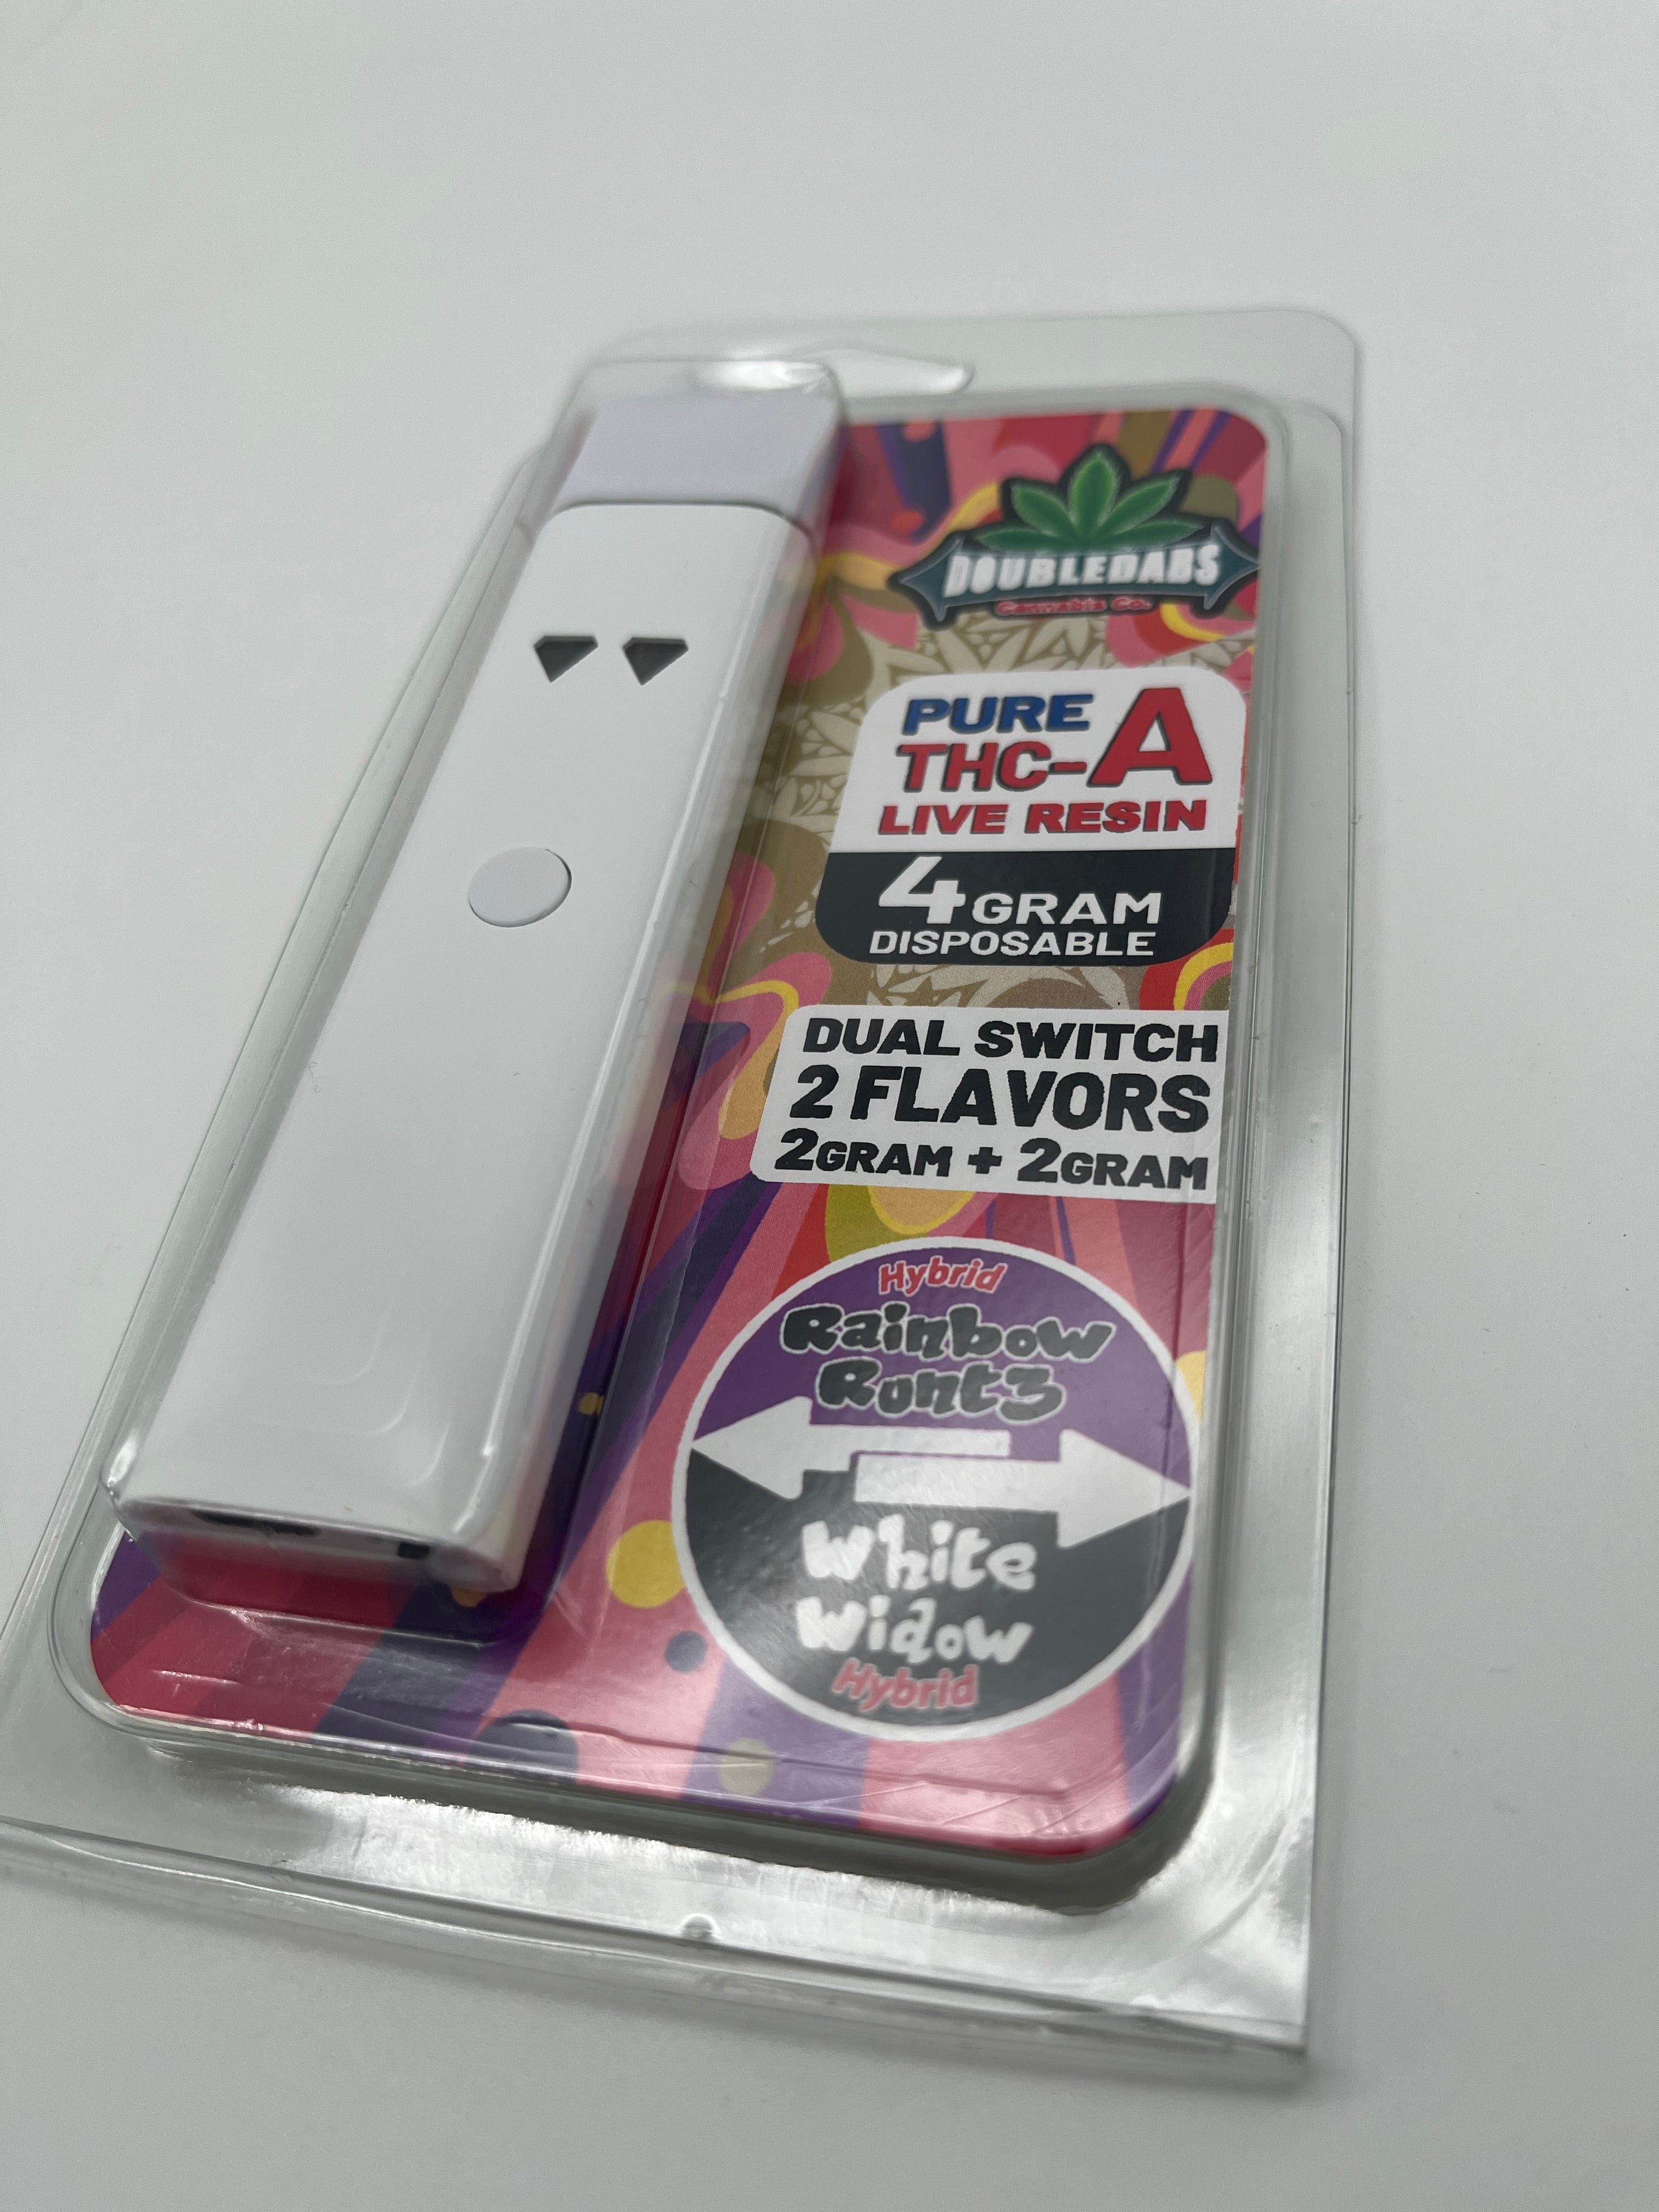 DOUBLEDABS
Cannabis Co.
PURE
THC-A
LIVE RESIN
4GRAM
DISPOSABLE
DUAL SWITCH
2 FLAVORS
2GRAM + 2GRAM
Hybrid
Rainbow
Runt3
White
Widow
Hybrid